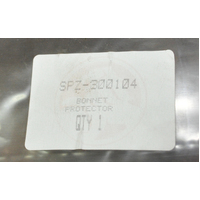 SPZ-300104
BONNET
PROTECTOR
QTY 1